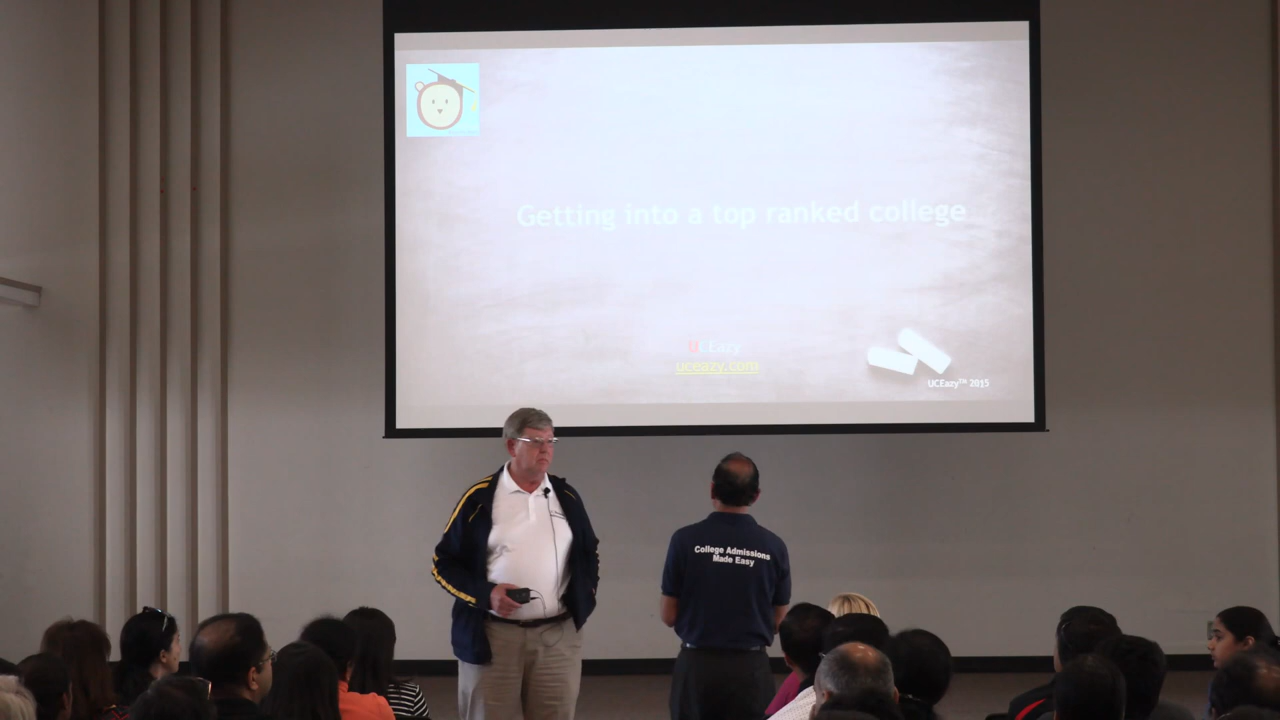 Getting into a top ranked college
UCEazy
uceazy.com
UCEazy™ 2015
College Admissions
Made Easy